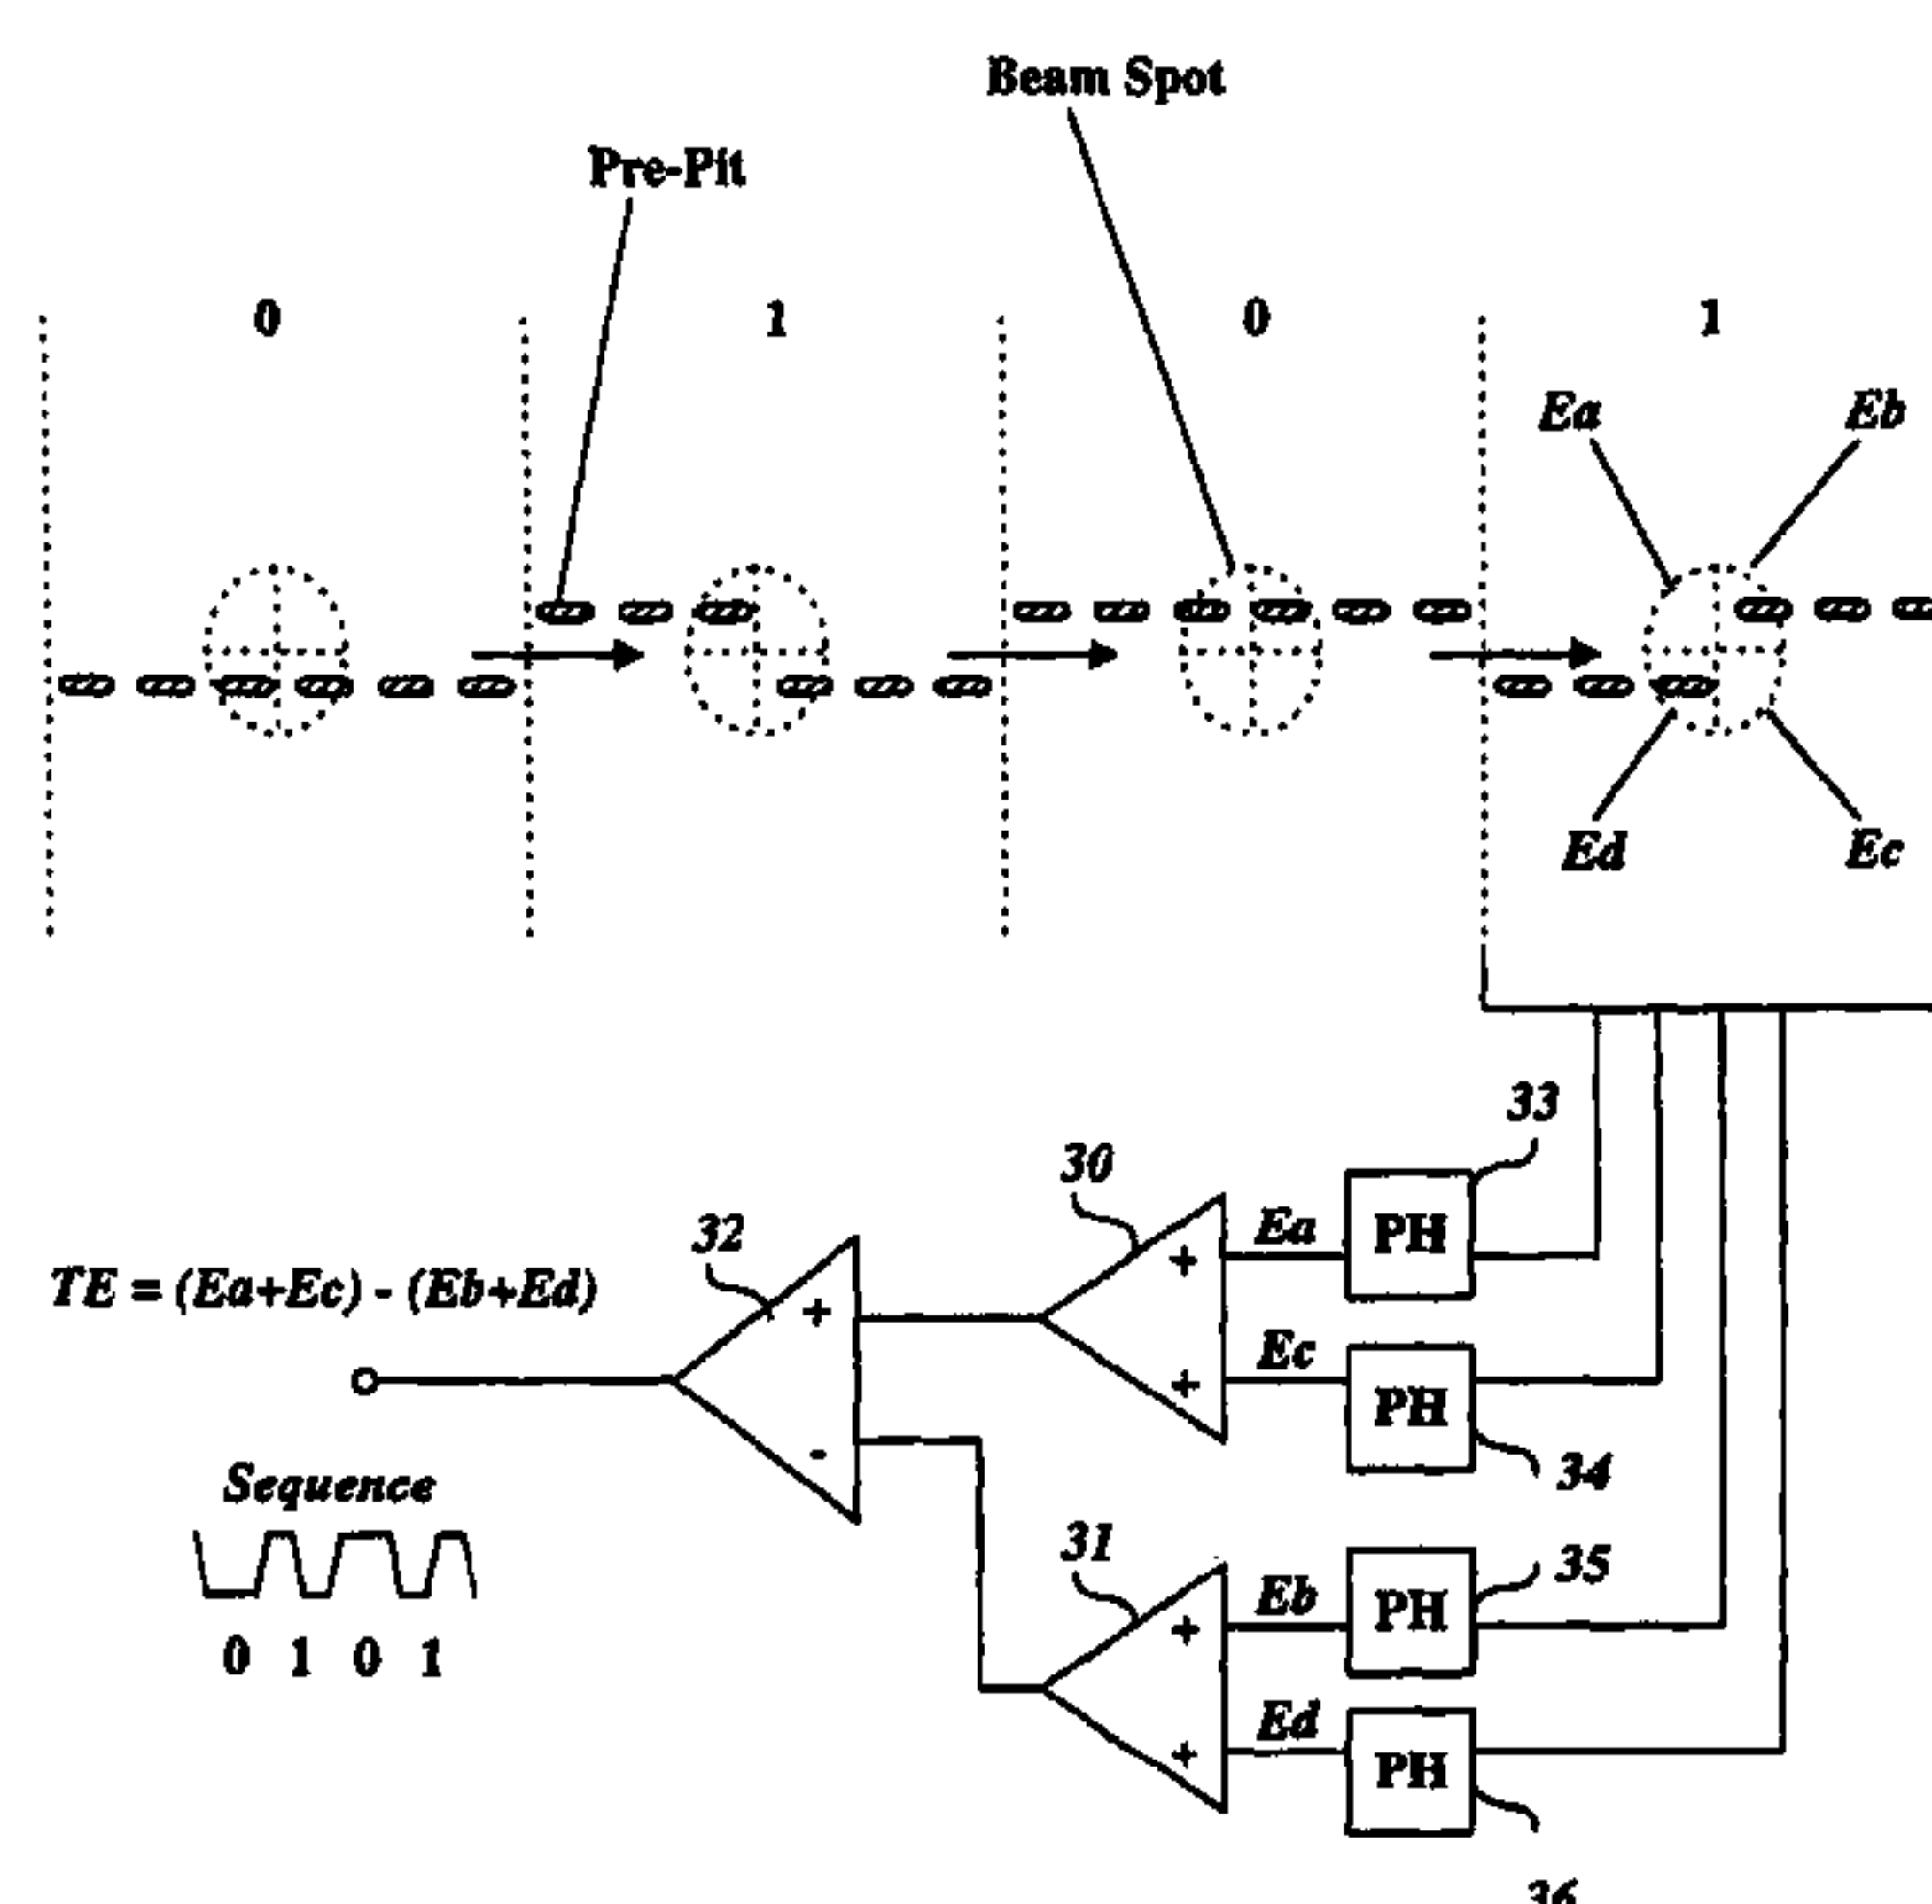 Beam Spot
Pre-Pit
0 1 0 1
Ea Eb
Ed Ec
33
30
PH
Ea
32
+
TE = (Ea+Ec) - (Eb+Ed)
+
Ec
PH
+
-
34
Sequence
31
35
Eb
PH
+
0 1 0 1
Ed
PH
+
36